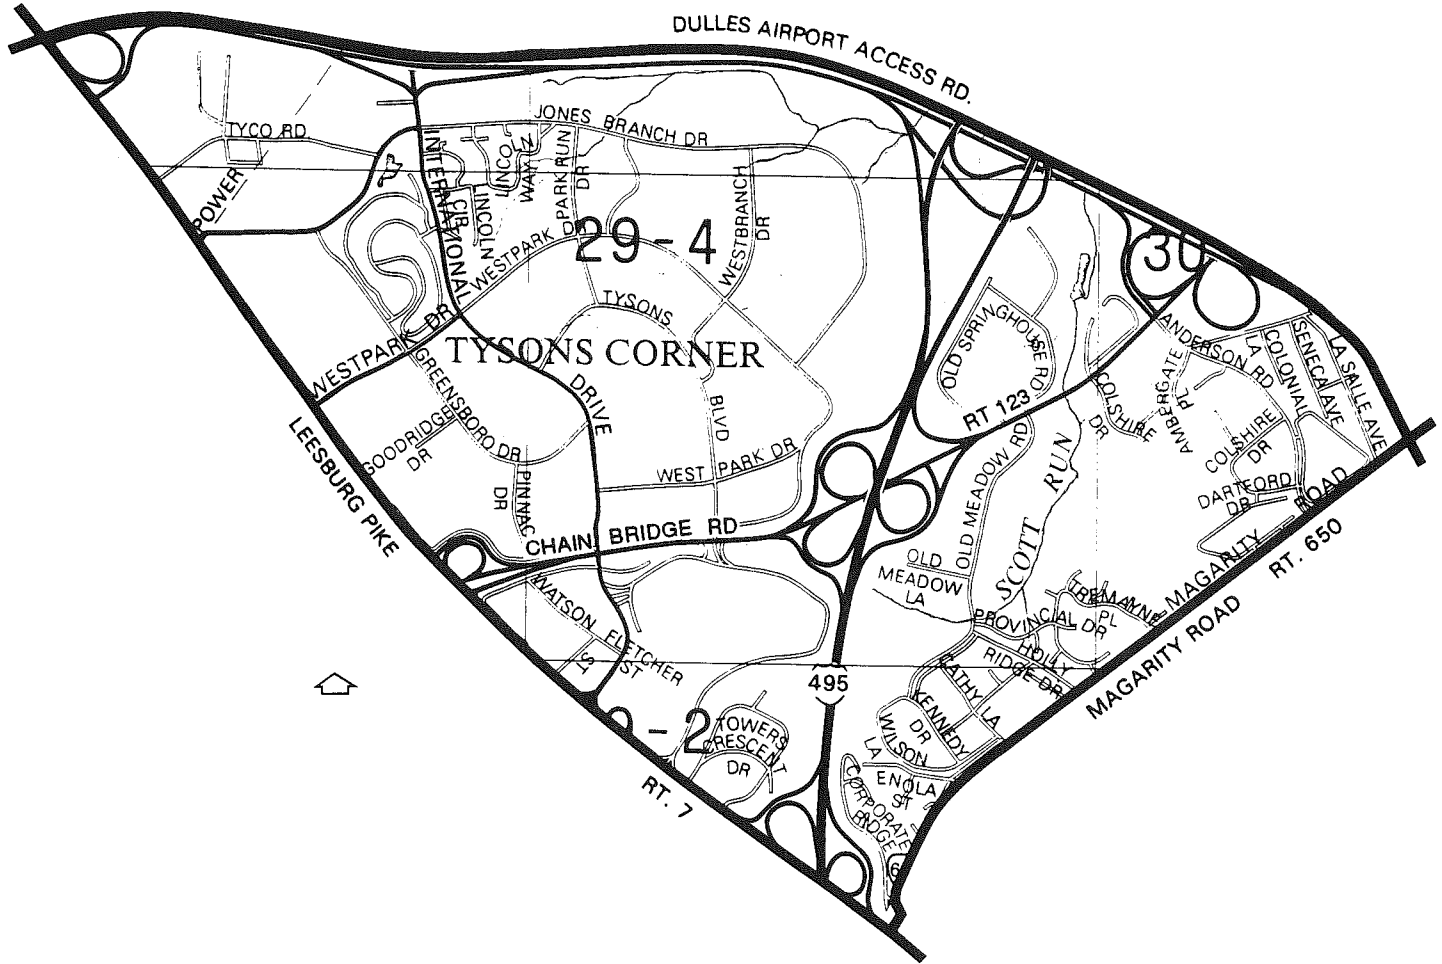 DULLES AIRPORT ACCESS RD.
JONES BRANCH DR
TYCO RD
POWER
INTERNATIONAL
DRIVE
LINCOLN
CIR
LINCOLN
WAY
PARK RUN
DR
WESTPARK DR
29-4
WESTBRANCH
DR
30
TYSONS
BLVD
TYSONS CORNER
WESTPARK DR
GREENSBORO DR
GOODRIDGE
DR
PINNAC
DR
WEST PARK DR
CHAIN BRIDGE RD
LEESBURG PIKE
OLD SPRINGHOUSE RD
RT 123
ANDERSON RD
AMBERGATE
PL
COLSHIRE
DR
COLONIAL
LA
SENECA AVE
LA SALLE AVE
COLSHIRE
DR
DARTFORD
DR
MAGARITY ROAD
RT. 650
MAGARITY ROAD
OLD MEADOW RD
SCOTT RUN
OLD
MEADOW
LA
TREMAYNE
PL
PROVINCIAL DR
HOLLY
RIDGE DR
CATHY LA
KENNEDY
DR
WILSON
LA
ENOLA
ST
CORPORATE
RIDGE
WATSON
ST
FLETCHER
ST
495
- 2
TOWERS
CRESCENT
DR
RT. 7